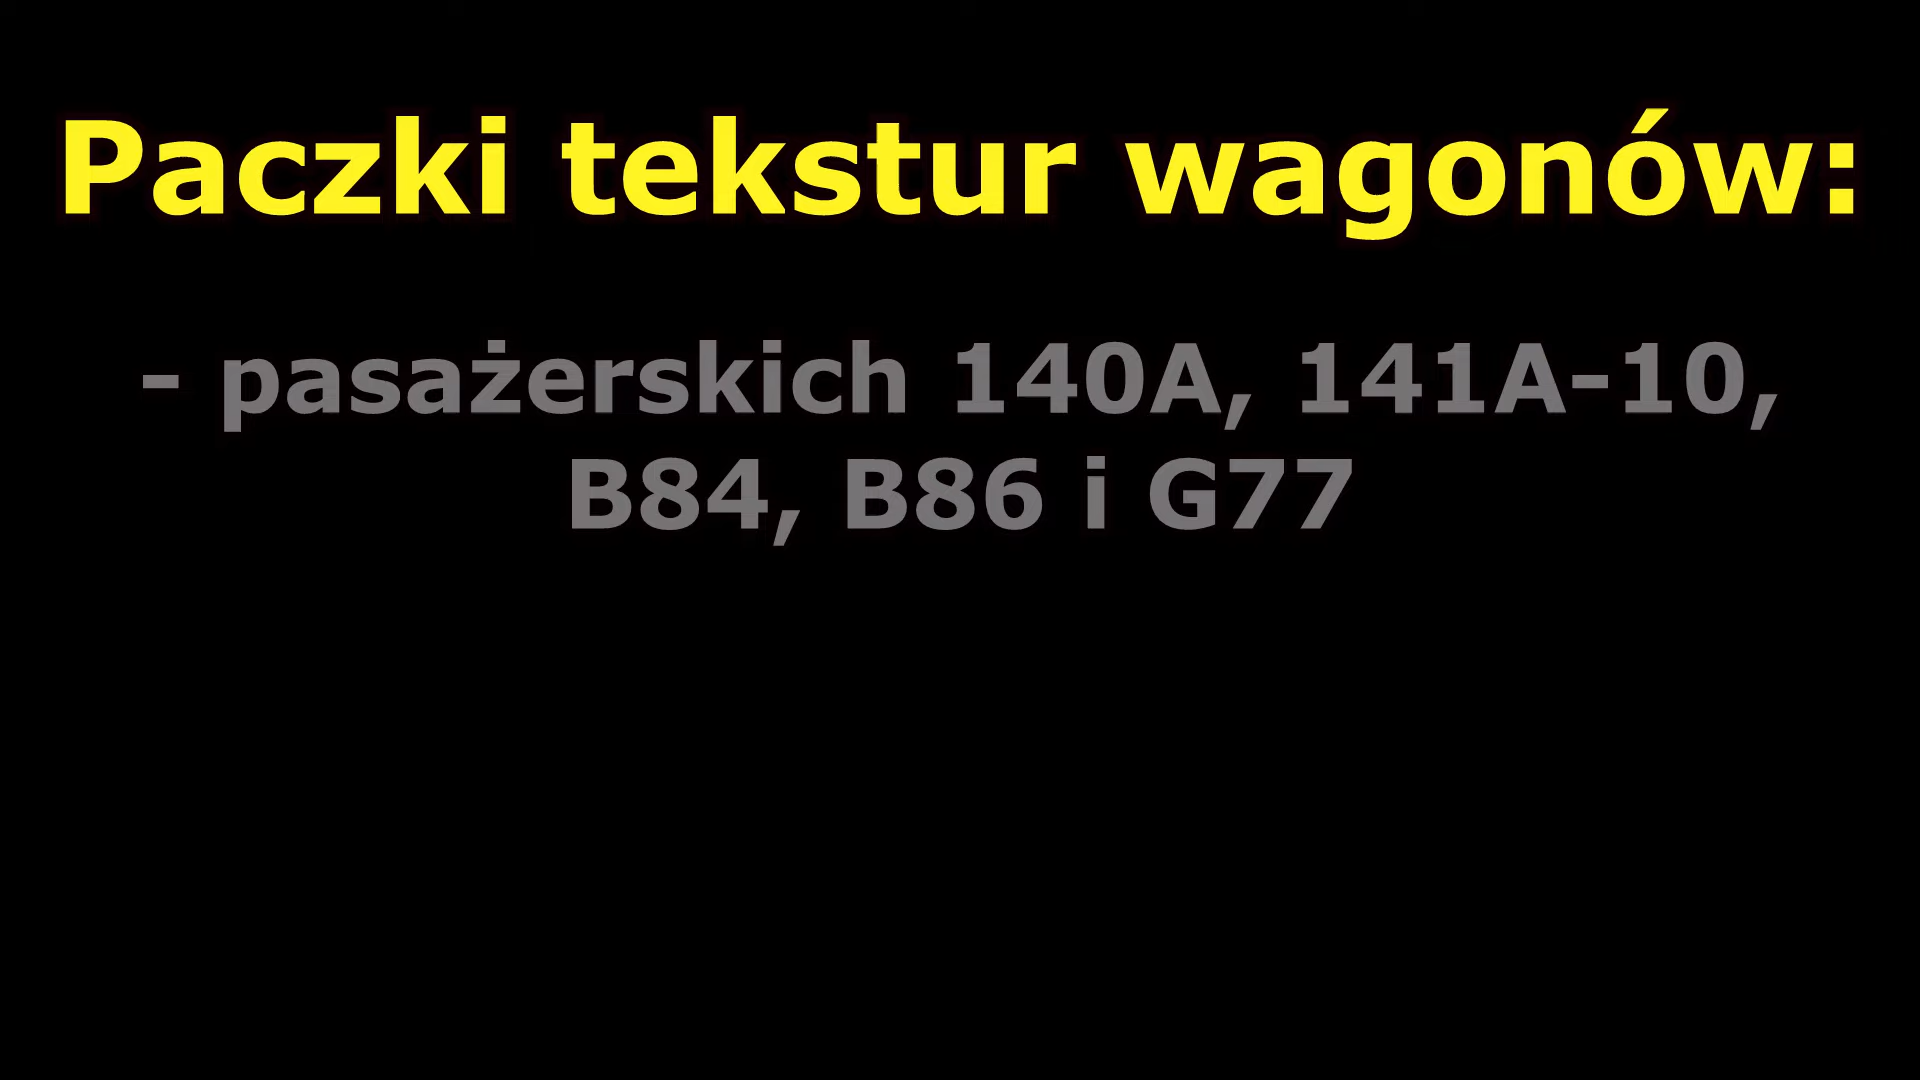 Paczki tekstur wagonów:
- pasażerskich 140A, 141A-10,
B84, B86 i G77